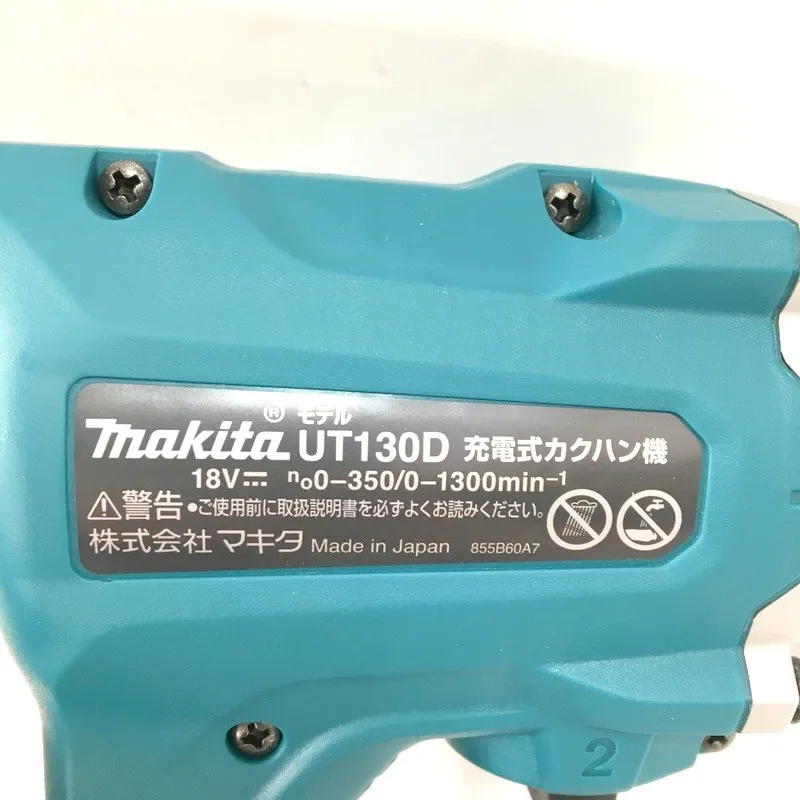 makita® モデル UT130D 充電式カクハン機
18V⎓ n₀0−350/0−1300min⁻¹
⚠警告 •ご使用前に取扱説明書を必ずよくお読みください。
株式会社 マキタ Made in Japan 855B60A7
2